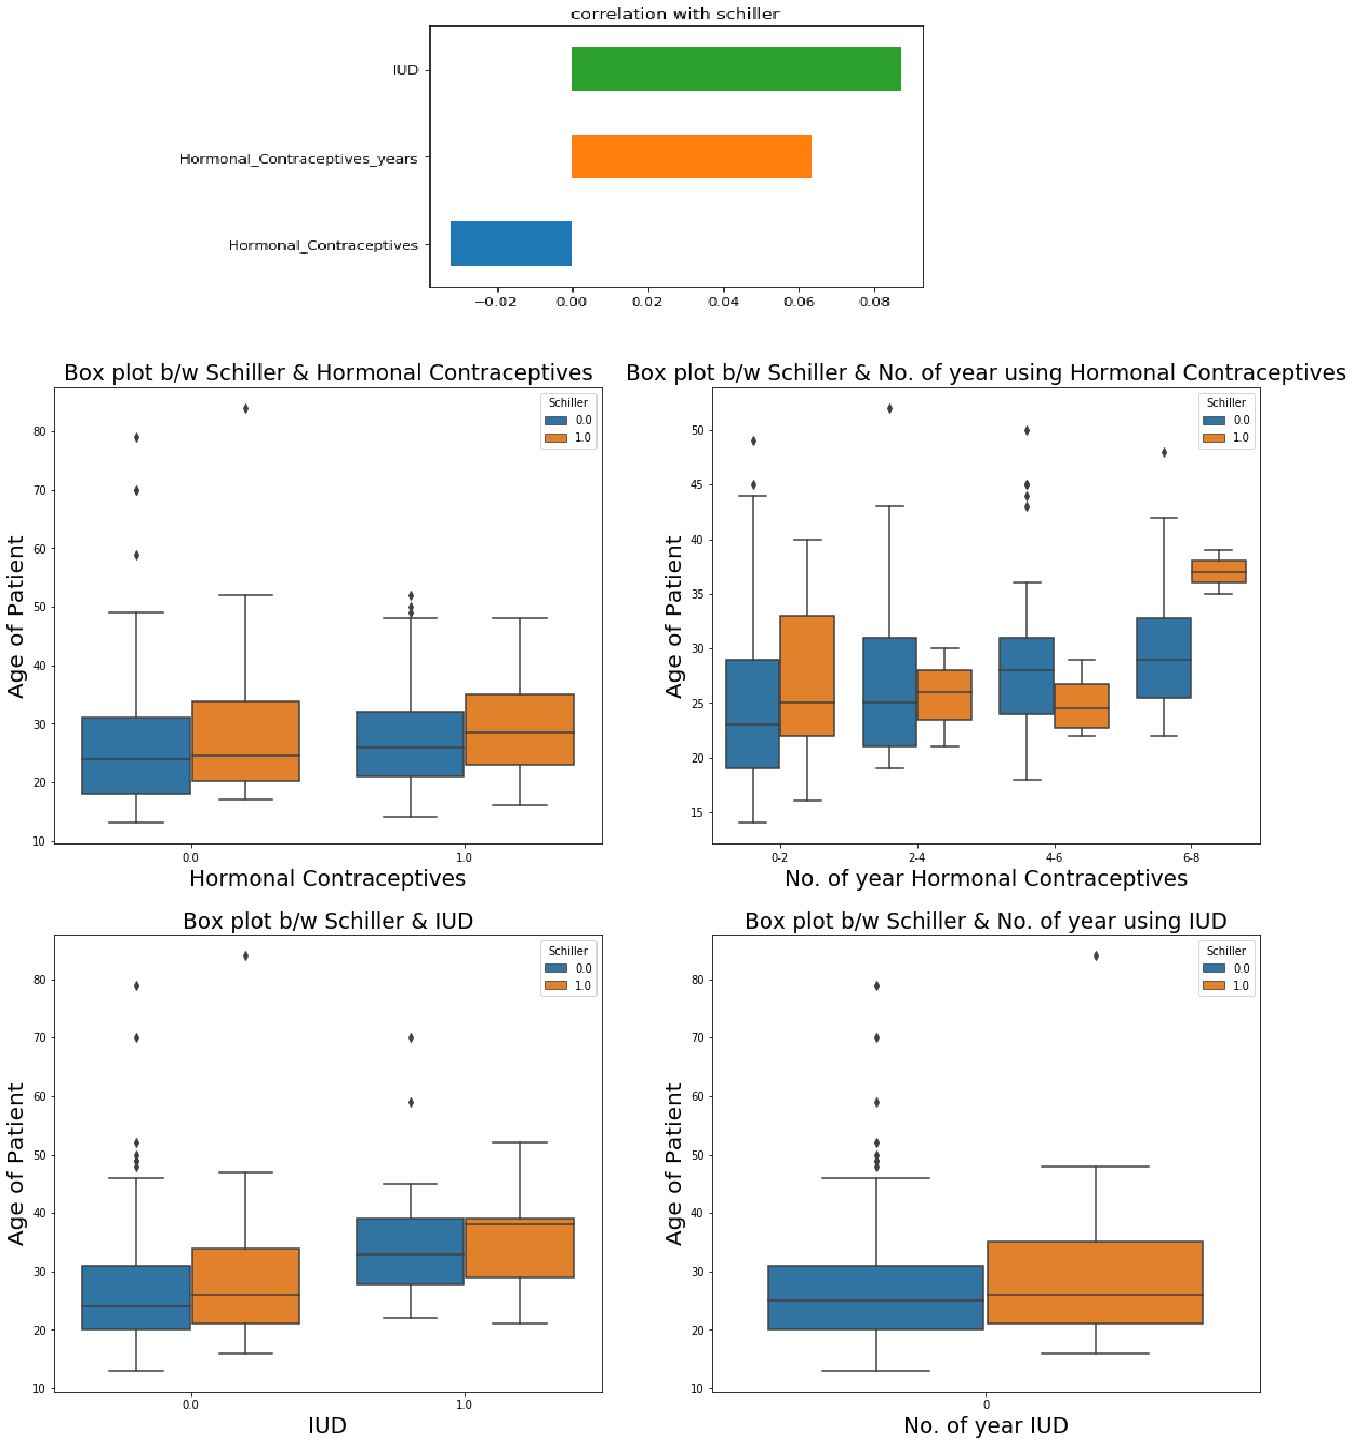 correlation with schiller
IUD
Hormonal_Contraceptives_years
Hormonal_Contraceptives
−0.02 0.00 0.02 0.04 0.06 0.08
Box plot b/w Schiller & Hormonal Contraceptives
Schiller
0.0
1.0
80
70
60
50
40
30
20
10
Age of Patient
0.0 1.0
Hormonal Contraceptives
Box plot b/w Schiller & No. of year using Hormonal Contraceptives
Schiller
0.0
1.0
50
45
40
35
30
25
20
15
Age of Patient
0-2 2-4 4-6 6-8
No. of year Hormonal Contraceptives
Box plot b/w Schiller & IUD
Schiller
0.0
1.0
80
70
60
50
40
30
20
10
Age of Patient
0.0 1.0
IUD
Box plot b/w Schiller & No. of year using IUD
Schiller
0.0
1.0
80
70
60
50
40
30
20
10
Age of Patient
0
No. of year IUD